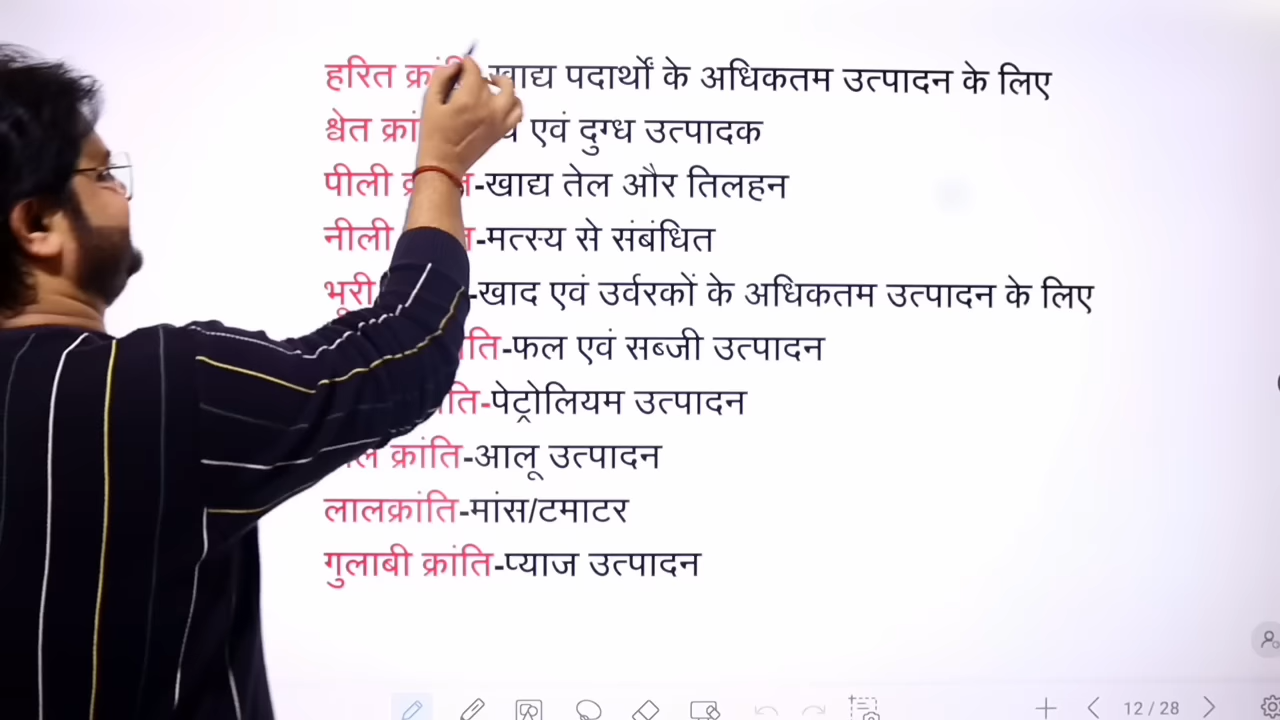 हरित -खाद्य पदार्थों के अधिकतम उत्पादन के लिए
श्वेत एवं दुग्ध उत्पादक
पीली -खाद्य तेल और तिलहन
नीली -मत्स्य से संबंधित
भूरी -खाद एवं उर्वरकों के अधिकतम उत्पादन के लिए
-फल एवं सब्जी उत्पादन
-पेट्रोलियम उत्पादन
क्रांति-आलू उत्पादन
लालक्रांति-मांस/टमाटर
गुलाबी क्रांति-प्याज उत्पादन
12 / 28